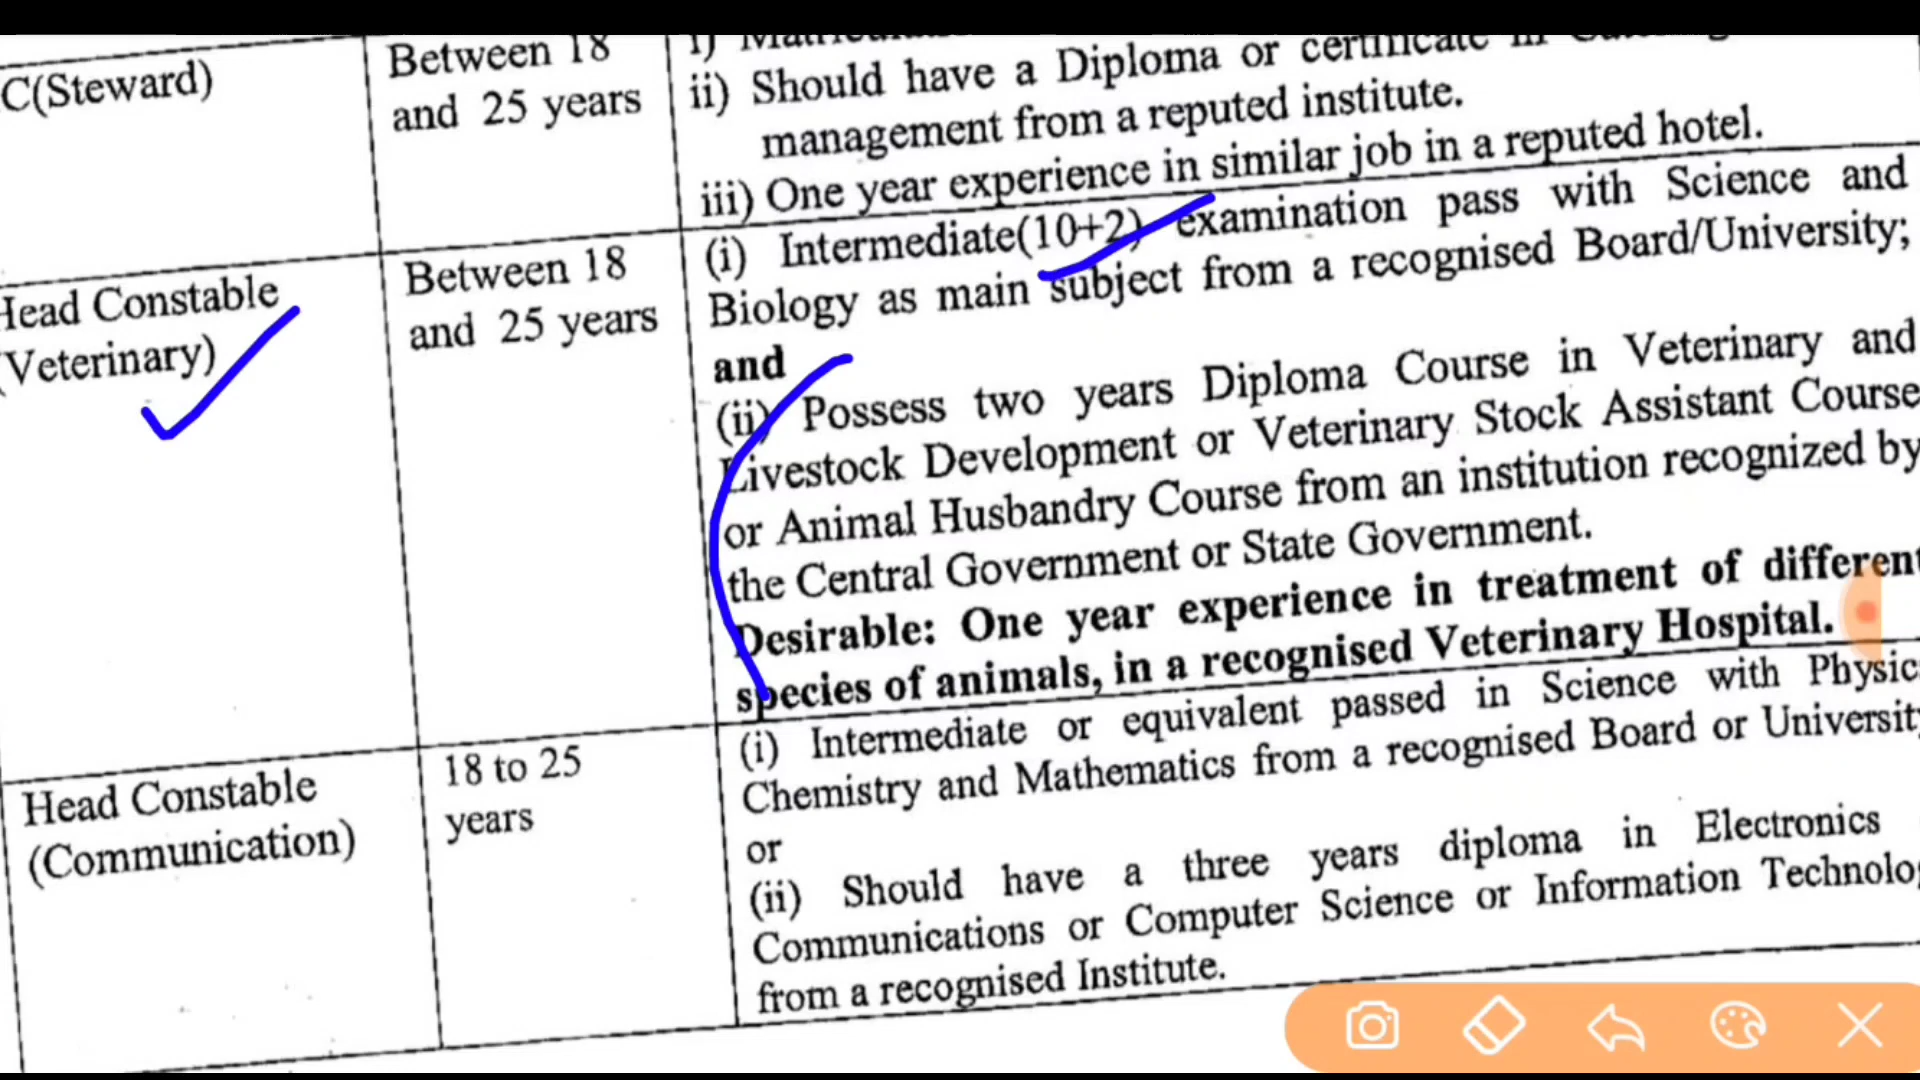 C(Steward)
Between 18
and 25 years
i)
ii) Should have a Diploma or certificate in
management from a reputed institute.
iii) One year experience in similar job in a reputed hotel.
Head Constable
(Veterinary)
Between 18
and 25 years
(i) Intermediate(10+2) examination pass with Science and
Biology as main subject from a recognised Board/University;
and
(ii) Possess two years Diploma Course in Veterinary and
Livestock Development or Veterinary Stock Assistant Course
or Animal Husbandry Course from an institution recognized by
the Central Government or State Government.
Desirable: One year experience in treatment of different
species of animals, in a recognised Veterinary Hospital.
Head Constable
(Communication)
18 to 25
years
(i) Intermediate or equivalent passed in Science with Physic
Chemistry and Mathematics from a recognised Board or University
or
(ii) Should have a three years diploma in Electronics
Communications or Computer Science or Information Technolog
from a recognised Institute.